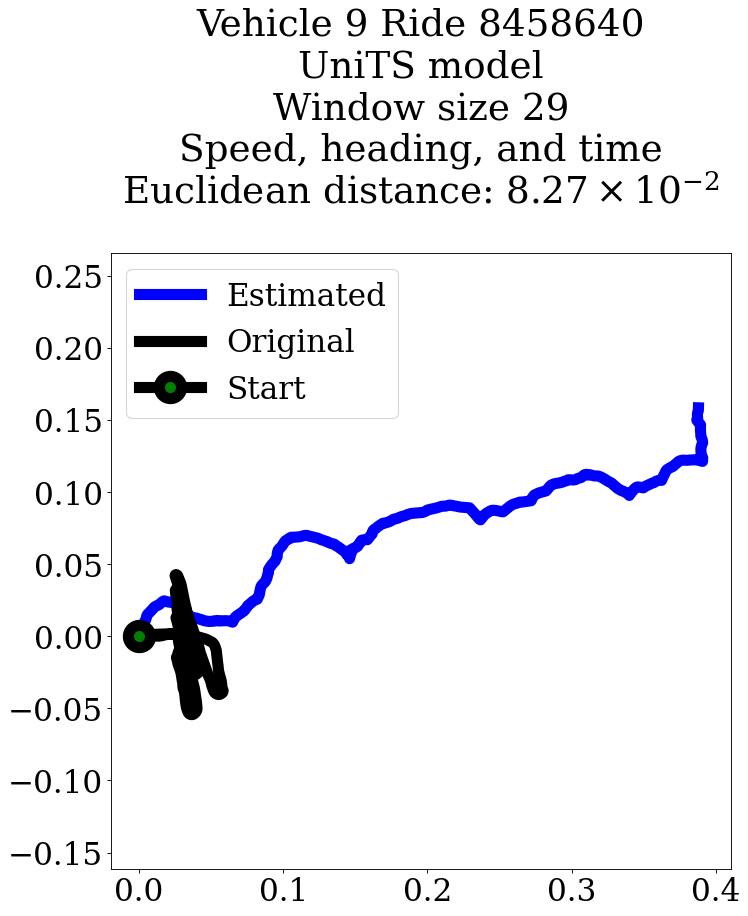 Vehicle 9 Ride 8458640
UniTS model
Window size 29
Speed, heading, and time
Euclidean distance: 8.27 × 10⁻²
0.25
0.20
0.15
0.10
0.05
0.00
−0.05
−0.10
−0.15
Estimated
Original
Start
0.0 0.1 0.2 0.3 0.4